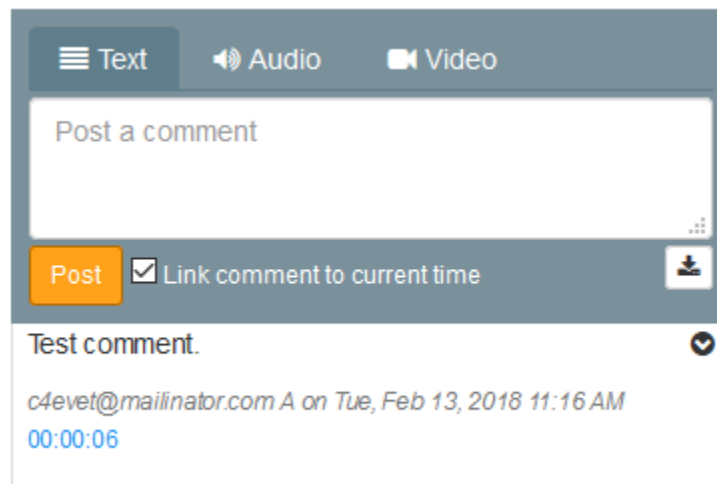 Text Audio Video
Post a comment
Post Link comment to current time
Test comment.
c4evet@mailinator.com A on Tue, Feb 13, 2018 11:16 AM
00:00:06